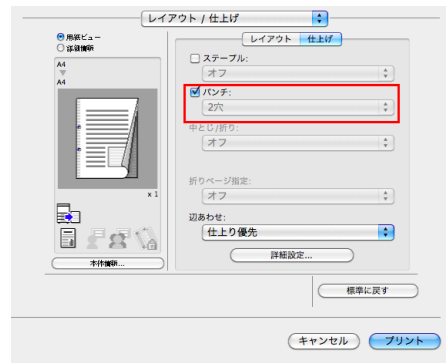 レイアウト / 仕上げ
用紙ビュー
詳細情報
A4
A4
x 1
本体情報...
レイアウト 仕上げ
ステープル:
オフ
パンチ:
2穴
中とじ/折り:
オフ
折りページ指定:
オフ
辺あわせ:
仕上り優先
詳細設定...
標準に戻す
キャンセル プリント